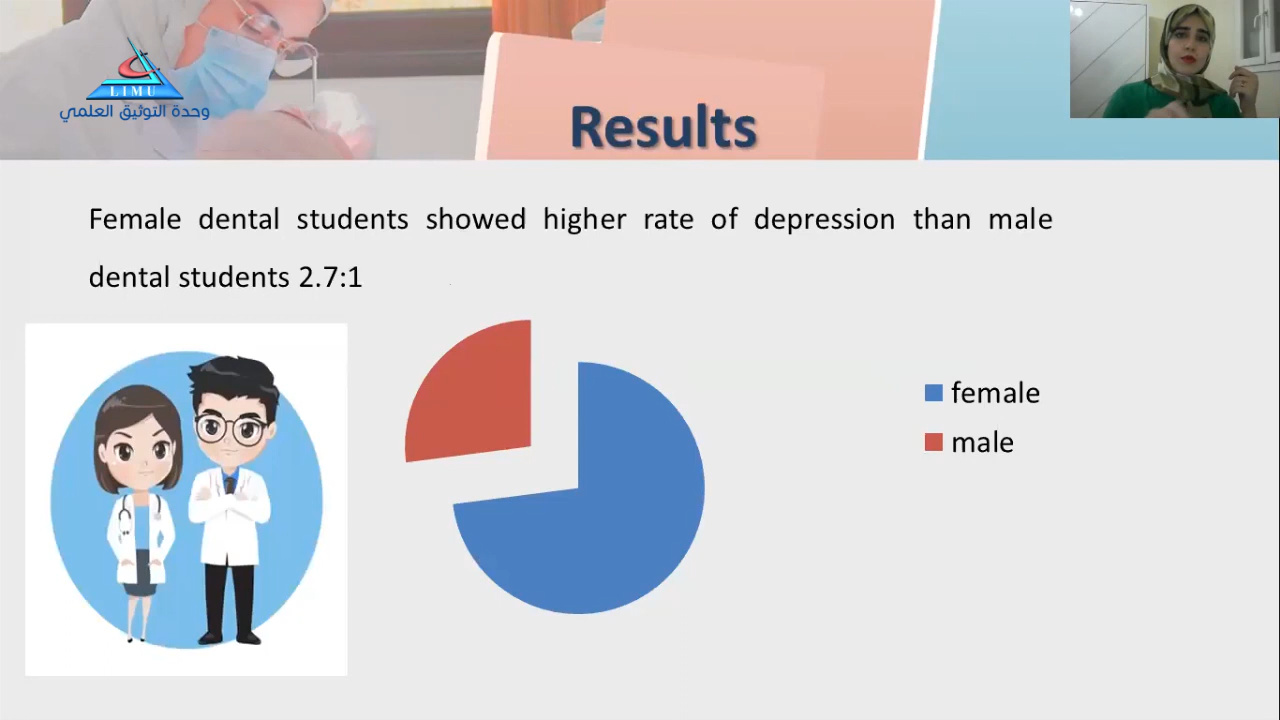 LIMU
وحدة التوثيق العلمي
Results
Female dental students showed higher rate of depression than male
dental students 2.7:1
female
male